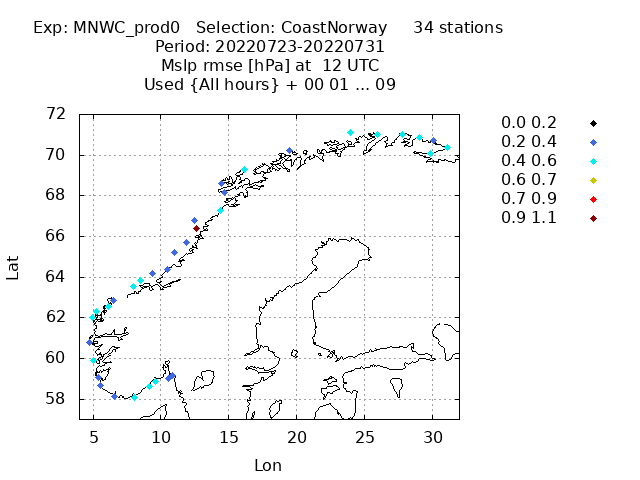 Exp: MNWC_prod0 Selection: CoastNorway 34 stations
Period: 20220723-20220731
Mslp rmse [hPa] at 12 UTC
Used {All hours} + 00 01 ... 09
72
70
68
66
64
62
60
58
Lat
5 10 15 20 25 30
Lon
0.0 0.2
0.2 0.4
0.4 0.6
0.6 0.7
0.7 0.9
0.9 1.1